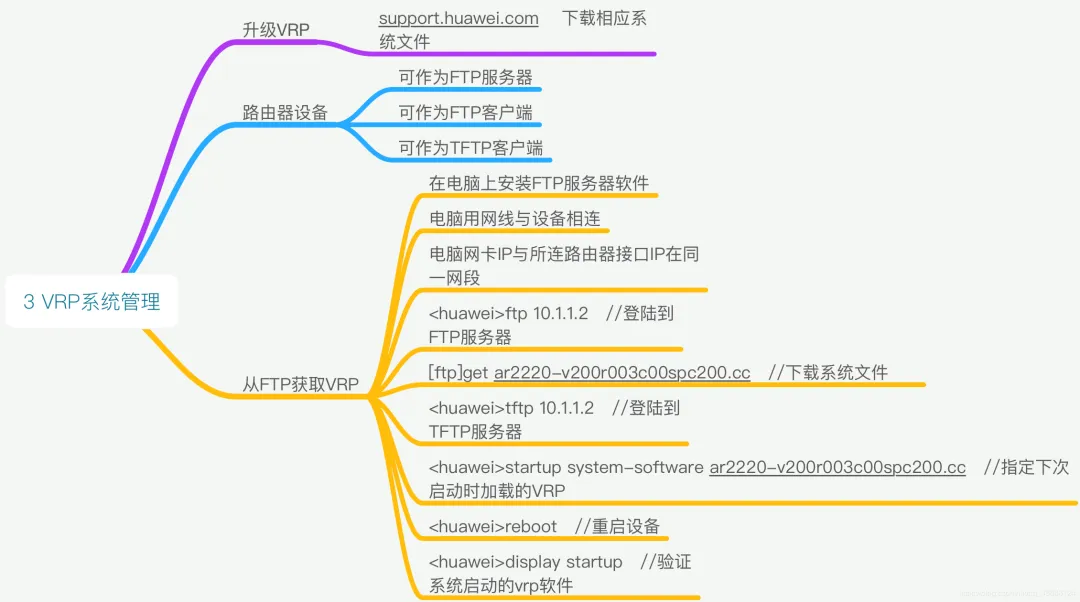 升级VRP
support.huawei.com 下载相应系
统文件
路由器设备
可作为FTP服务器
可作为FTP客户端
可作为TFTP客户端
3 VRP系统管理
从FTP获取VRP
在电脑上安装FTP服务器软件
电脑用网线与设备相连
电脑网卡IP与所连路由器接口IP在同
一网段
<huawei>ftp 10.1.1.2 //登陆到
FTP服务器
[ftp]get ar2220-v200r003c00spc200.cc //下载系统文件
<huawei>tftp 10.1.1.2 //登陆到
TFTP服务器
<huawei>startup system-software ar2220-v200r003c00spc200.cc //指定下次
启动时加载的VRP
<huawei>reboot //重启设备
<huawei>display startup //验证
系统启动的vrp软件